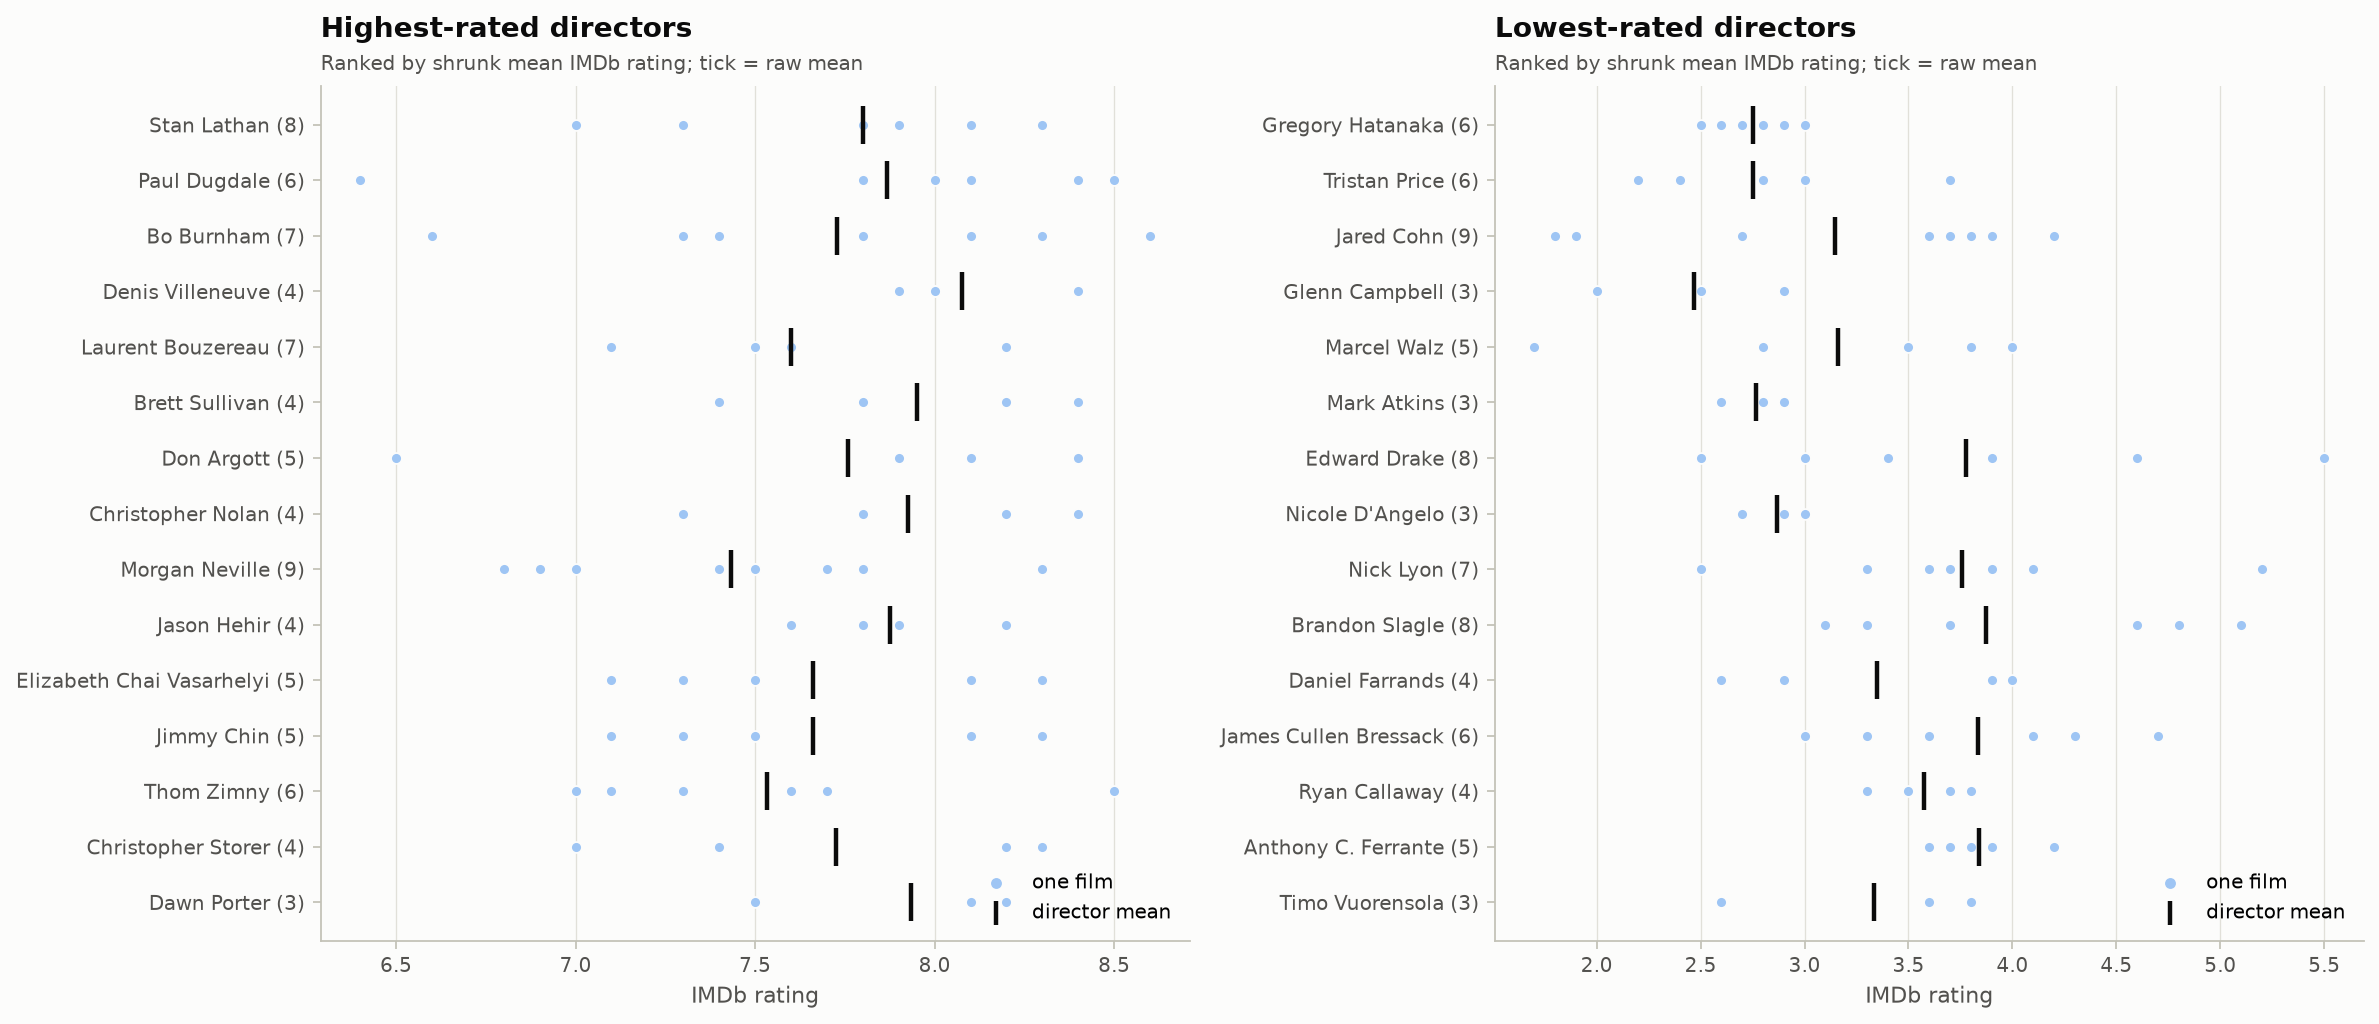 Highest-rated directors
Ranked by shrunk mean IMDb rating; tick = raw mean
Stan Lathan (8)
Paul Dugdale (6)
Bo Burnham (7)
Denis Villeneuve (4)
Laurent Bouzereau (7)
Brett Sullivan (4)
Don Argott (5)
Christopher Nolan (4)
Morgan Neville (9)
Jason Hehir (4)
Elizabeth Chai Vasarhelyi (5)
Jimmy Chin (5)
Thom Zimny (6)
Christopher Storer (4)
Dawn Porter (3)
one film
director mean
6.5 7.0 7.5 8.0 8.5
IMDb rating
Lowest-rated directors
Ranked by shrunk mean IMDb rating; tick = raw mean
Gregory Hatanaka (6)
Tristan Price (6)
Jared Cohn (9)
Glenn Campbell (3)
Marcel Walz (5)
Mark Atkins (3)
Edward Drake (8)
Nicole D'Angelo (3)
Nick Lyon (7)
Brandon Slagle (8)
Daniel Farrands (4)
James Cullen Bressack (6)
Ryan Callaway (4)
Anthony C. Ferrante (5)
Timo Vuorensola (3)
one film
director mean
2.0 2.5 3.0 3.5 4.0 4.5 5.0 5.5
IMDb rating